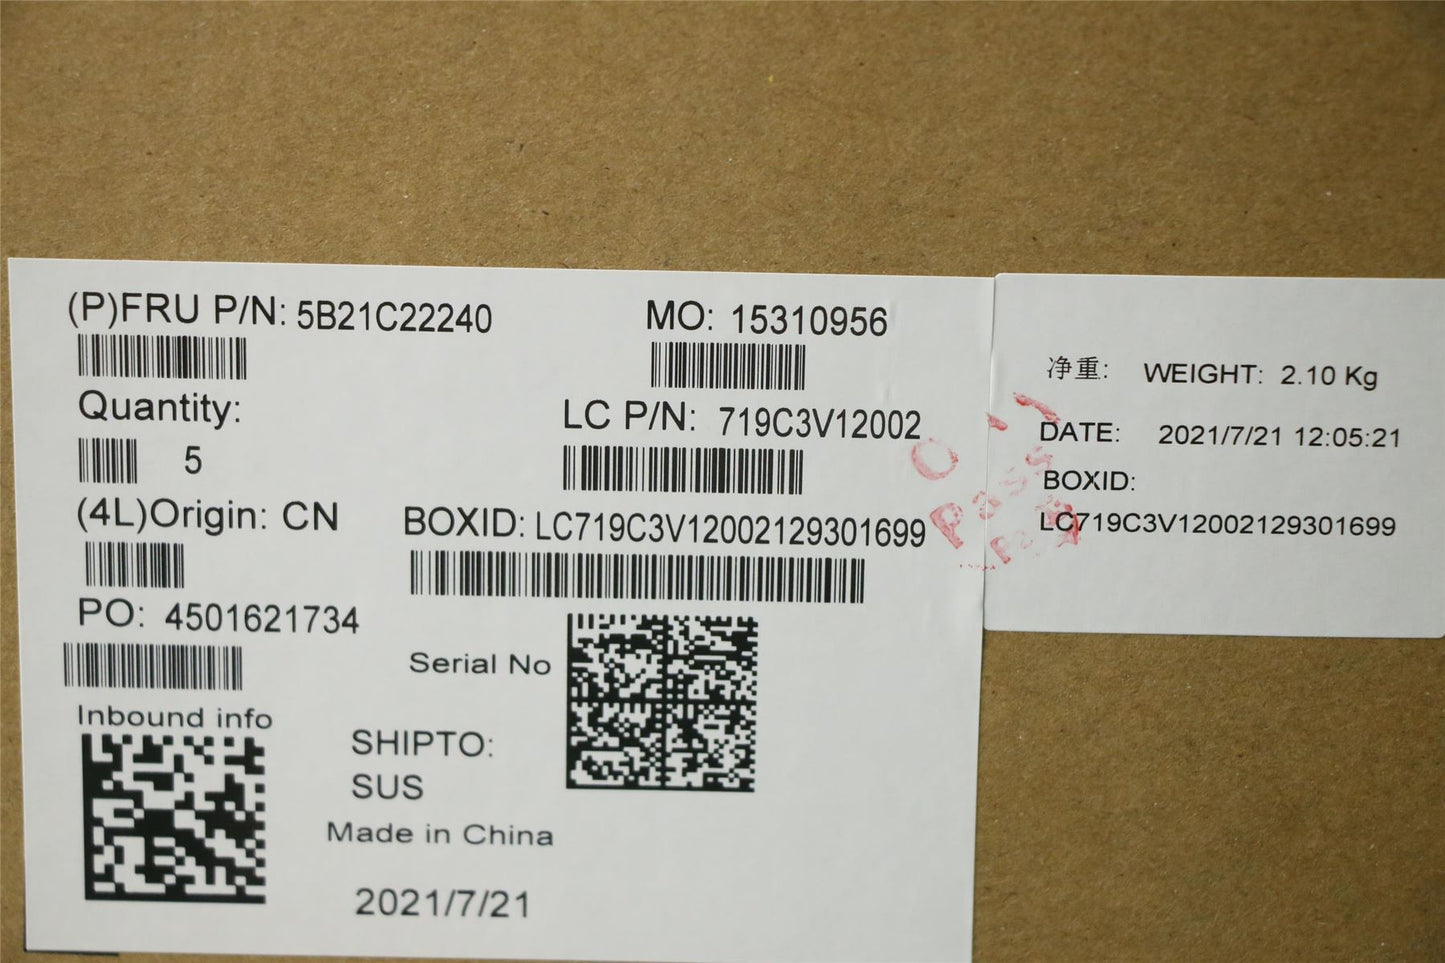 (P)FRU P/N: 5B21C22240
MO: 15310956
Quantity:
5
LC P/N: 719C3V12002
(4L)Origin: CN
BOXID: LC719C3V12002129301699
PO: 4501621734
Serial No
Inbound info
SHIPTO:
SUS
Made in China
2021/7/21
净重: WEIGHT: 2.10 Kg
DATE: 2021/7/21 12:05:21
BOXID:
LC719C3V12002129301699
Pass